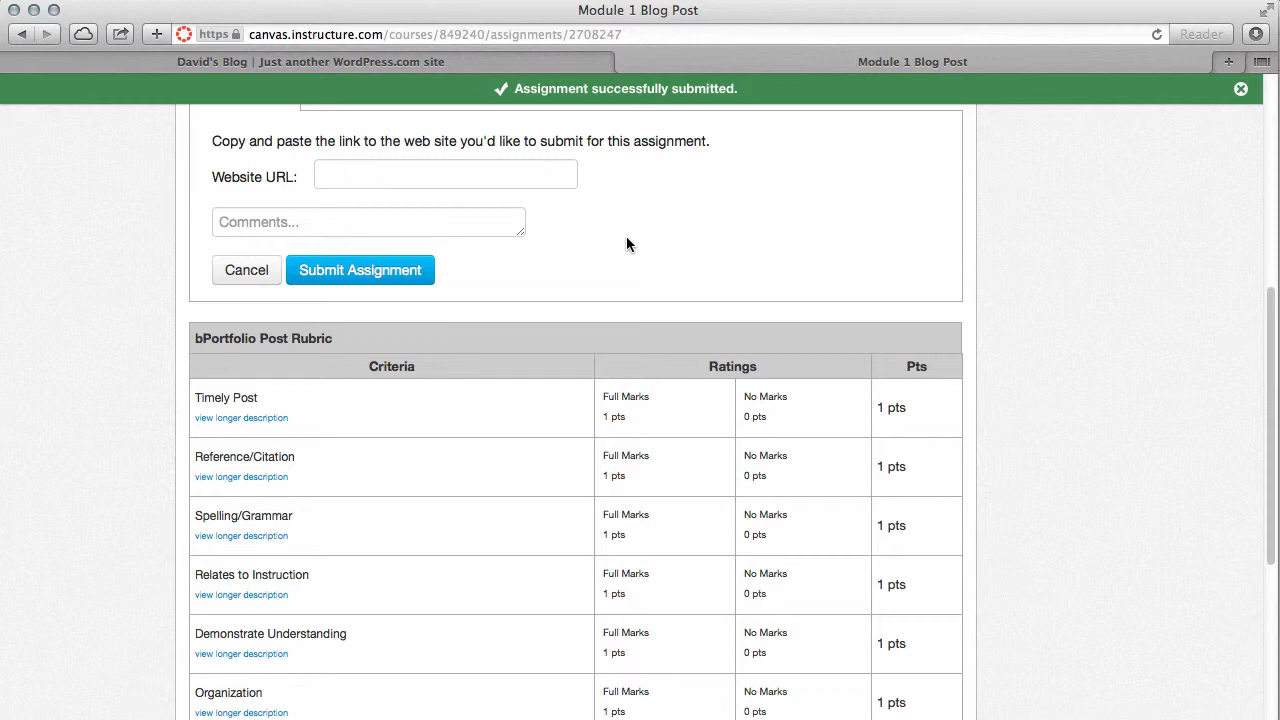 Module 1 Blog Post
https canvas.instructure.com/courses/849240/assignments/2708247 Reader
David's Blog | Just another WordPress.com site Module 1 Blog Post
Assignment successfully submitted.
Copy and paste the link to the web site you'd like to submit for this assignment.
Website URL:
Comments...
Cancel Submit Assignment
bPortfolio Post Rubric
Criteria Ratings Pts
Timely Post Full Marks No Marks
view longer description 1 pts 0 pts 1 pts
Reference/Citation Full Marks No Marks
view longer description 1 pts 0 pts 1 pts
Spelling/Grammar Full Marks No Marks
view longer description 1 pts 0 pts 1 pts
Relates to Instruction Full Marks No Marks
view longer description 1 pts 0 pts 1 pts
Demonstrate Understanding Full Marks No Marks
view longer description 1 pts 0 pts 1 pts
Organization Full Marks No Marks
view longer description 1 pts 0 pts 1 pts